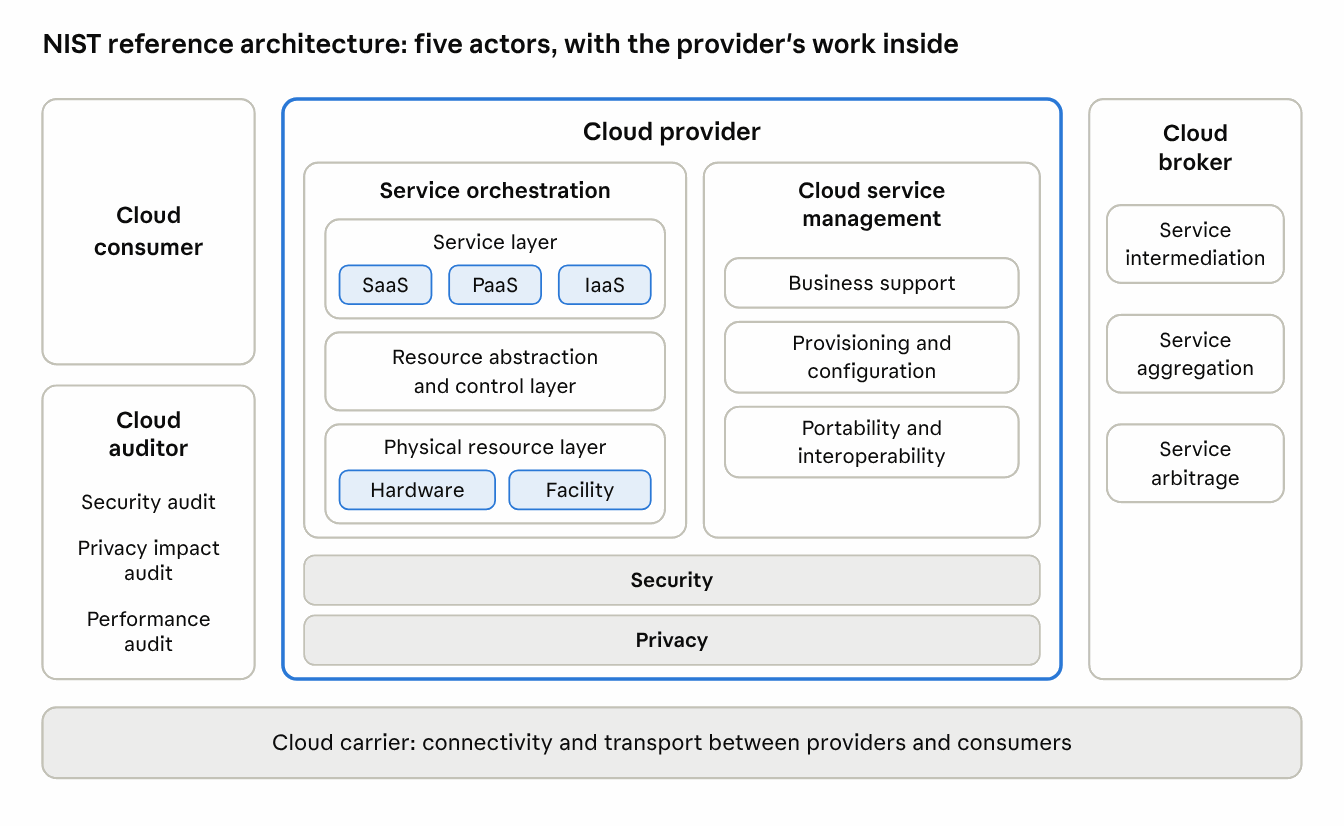 NIST reference architecture: five actors, with the provider's work inside
Cloud
consumer
Cloud
auditor
Security audit
Privacy impact
audit
Performance
audit
Cloud provider
Service orchestration
Service layer
SaaS
PaaS
IaaS
Resource abstraction
and control layer
Physical resource layer
Hardware
Facility
Cloud service
management
Business support
Provisioning and
configuration
Portability and
interoperability
Security
Privacy
Cloud
broker
Service
intermediation
Service
aggregation
Service
arbitrage
Cloud carrier: connectivity and transport between providers and consumers